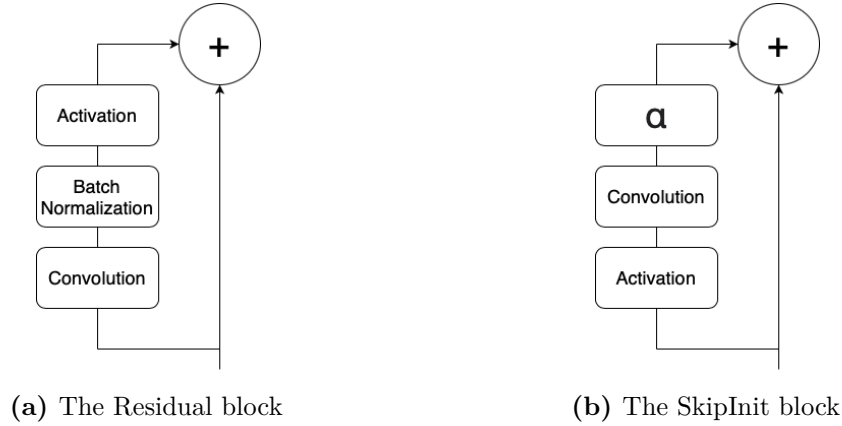 +
Activation
Batch
Normalization
Convolution
(a) The Residual block
+
α
Convolution
Activation
(b) The SkipInit block